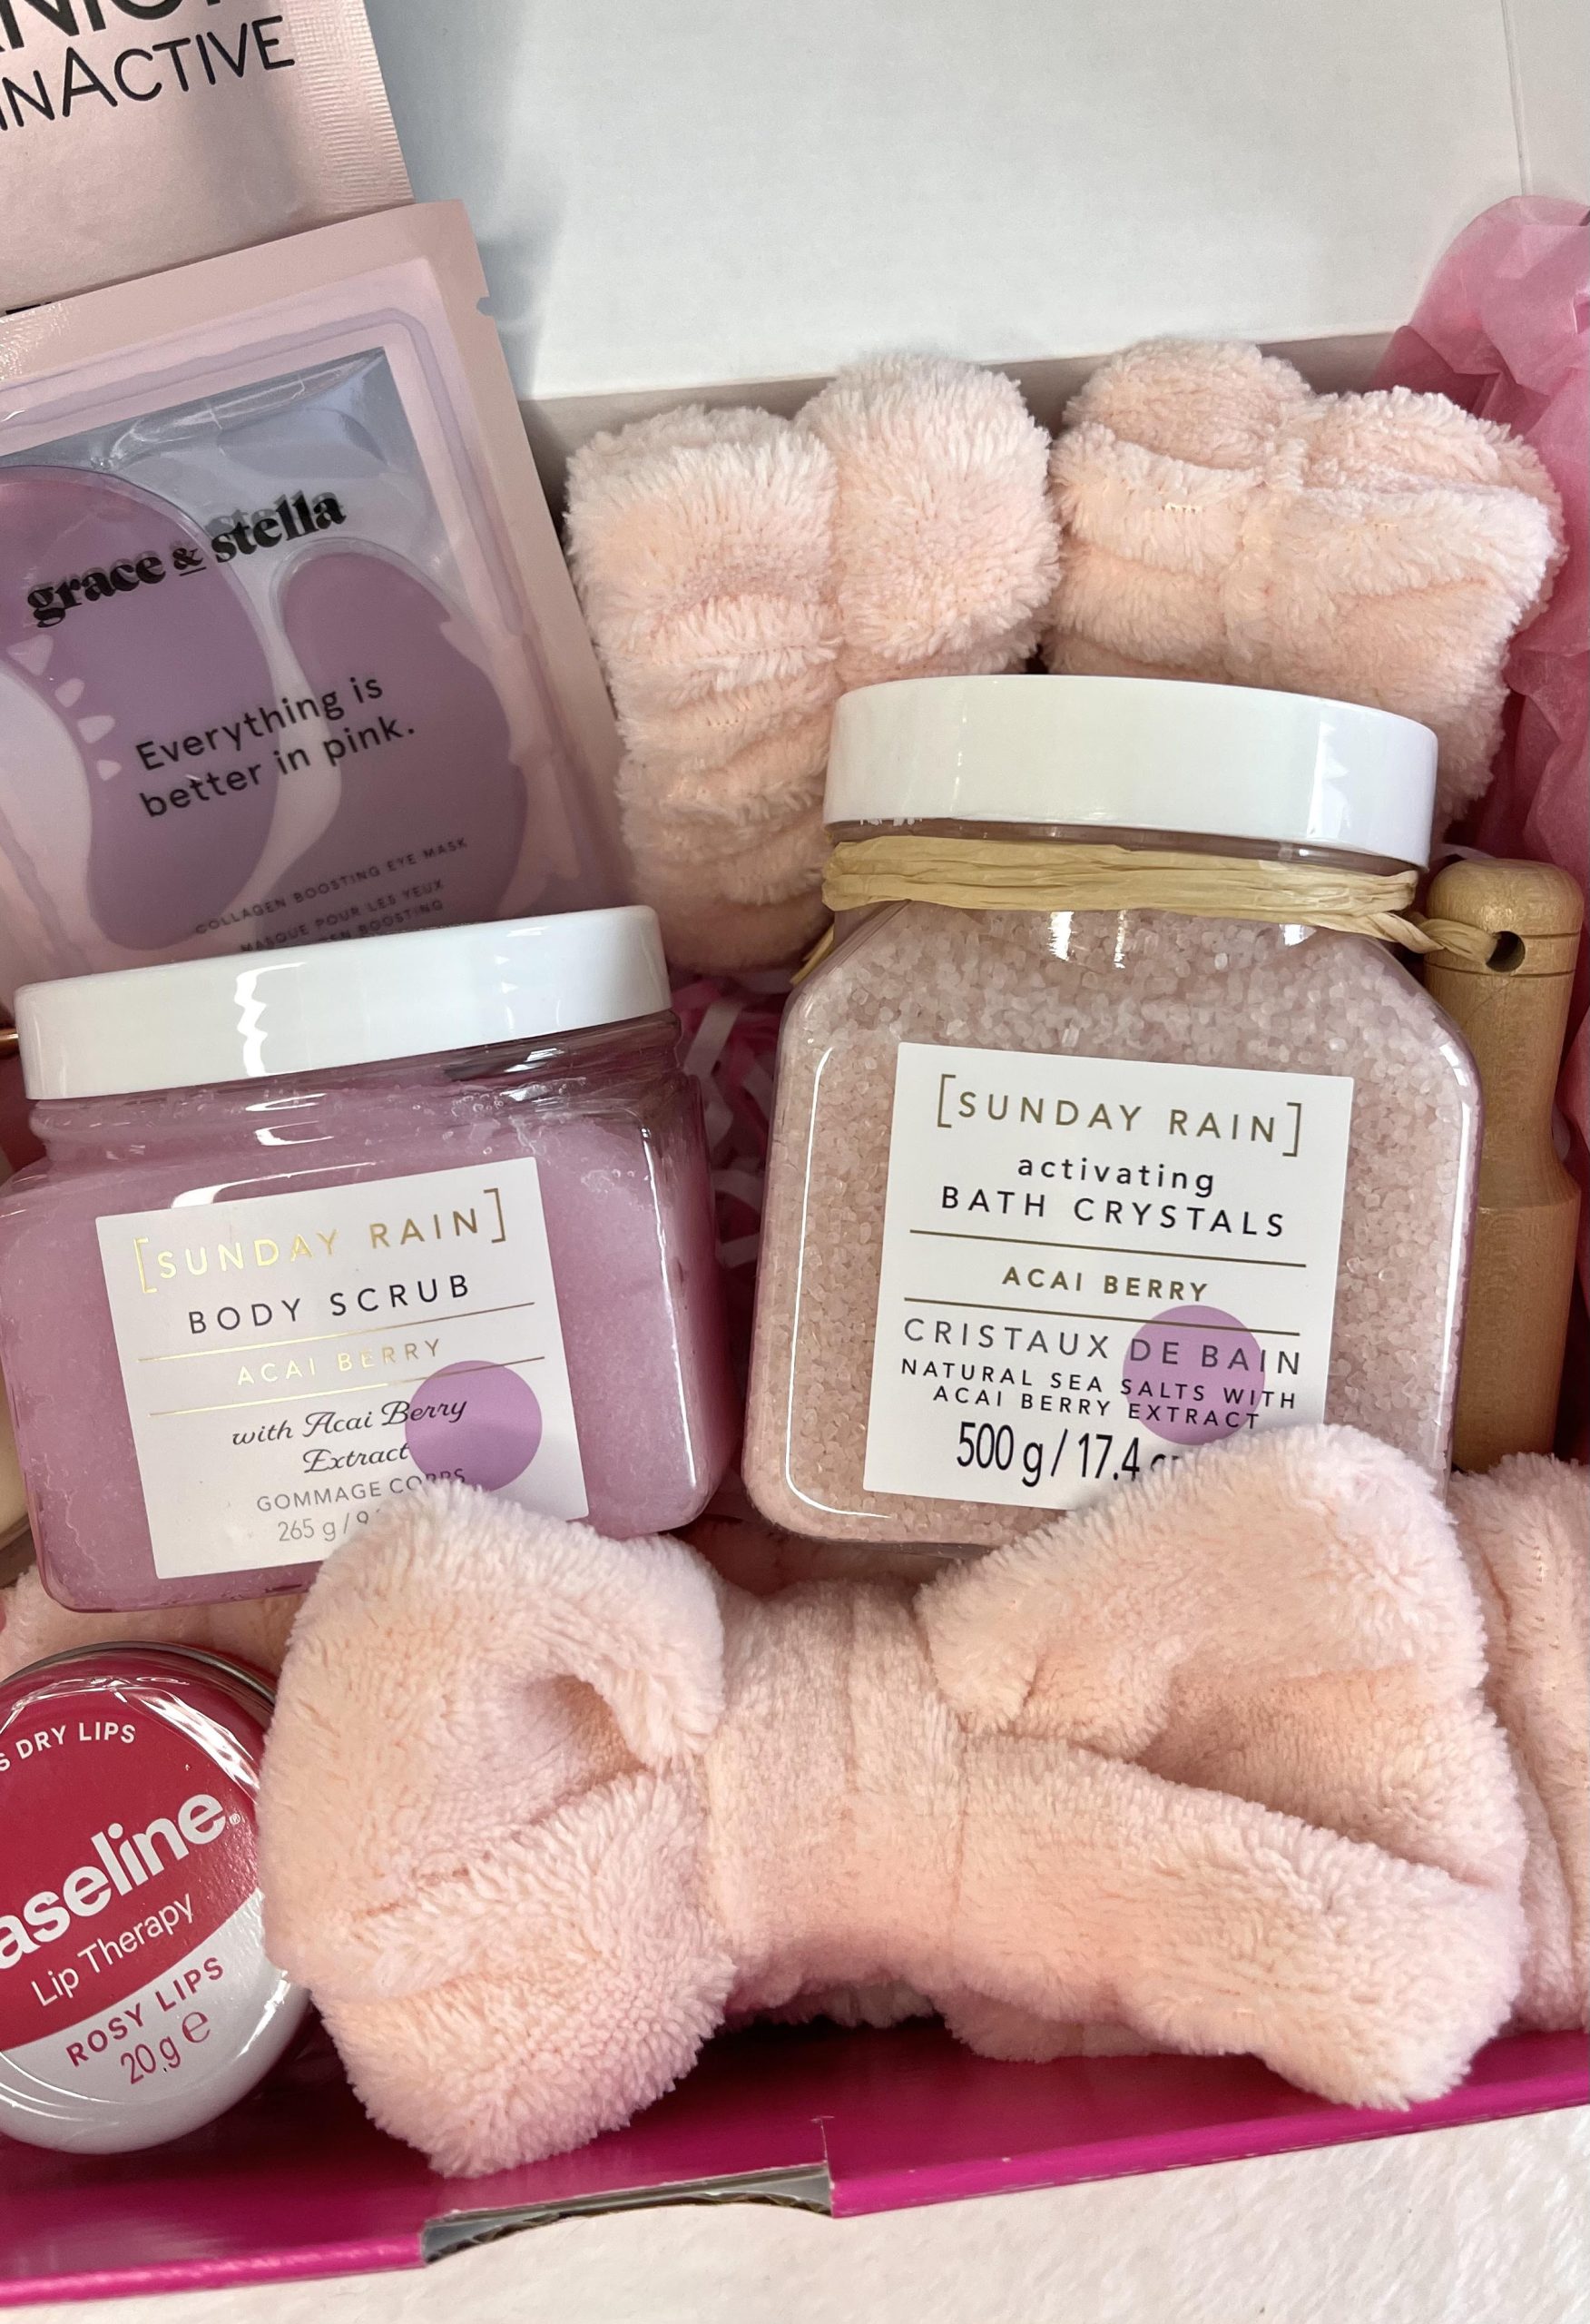 INACTIVE
grace & stella
Everything is
better in pink.
COLLAGEN BOOSTING EYE MASK
MASQUE POUR LES YEUX
BOOSTING
[SUNDAY RAIN]
BODY SCRUB
ACAI BERRY
with Acai Berry
Extract
GOMMAGE CORPS
265 g / 9
[SUNDAY RAIN]
activating
BATH CRYSTALS
ACAI BERRY
CRISTAUX DE BAIN
NATURAL SEA SALTS WITH
ACAI BERRY EXTRACT
500 g / 17.4
S DRY LIPS
aseline®
Lip Therapy
ROSY LIPS
20 g ℮